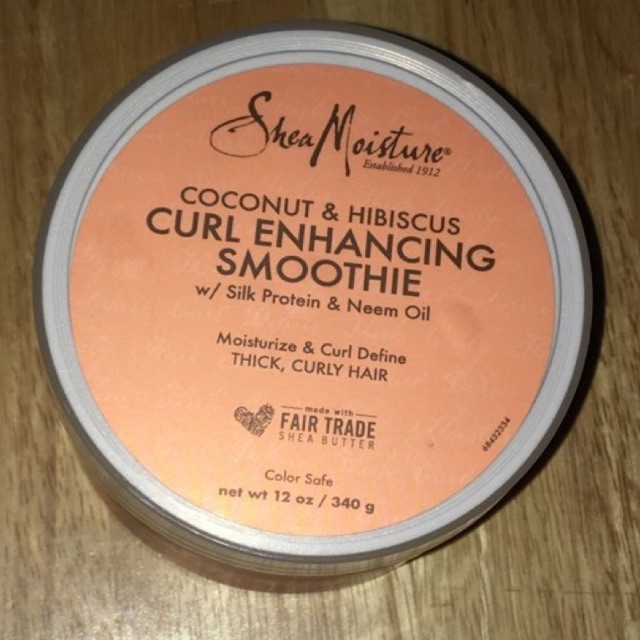 SheaMoisture®
Established 1912
COCONUT & HIBISCUS
CURL ENHANCING
SMOOTHIE
w/ Silk Protein & Neem Oil
Moisturize & Curl Define
THICK, CURLY HAIR
made with
FAIR TRADE
SHEA BUTTER
68432334
Color Safe
net wt 12 oz / 340 g